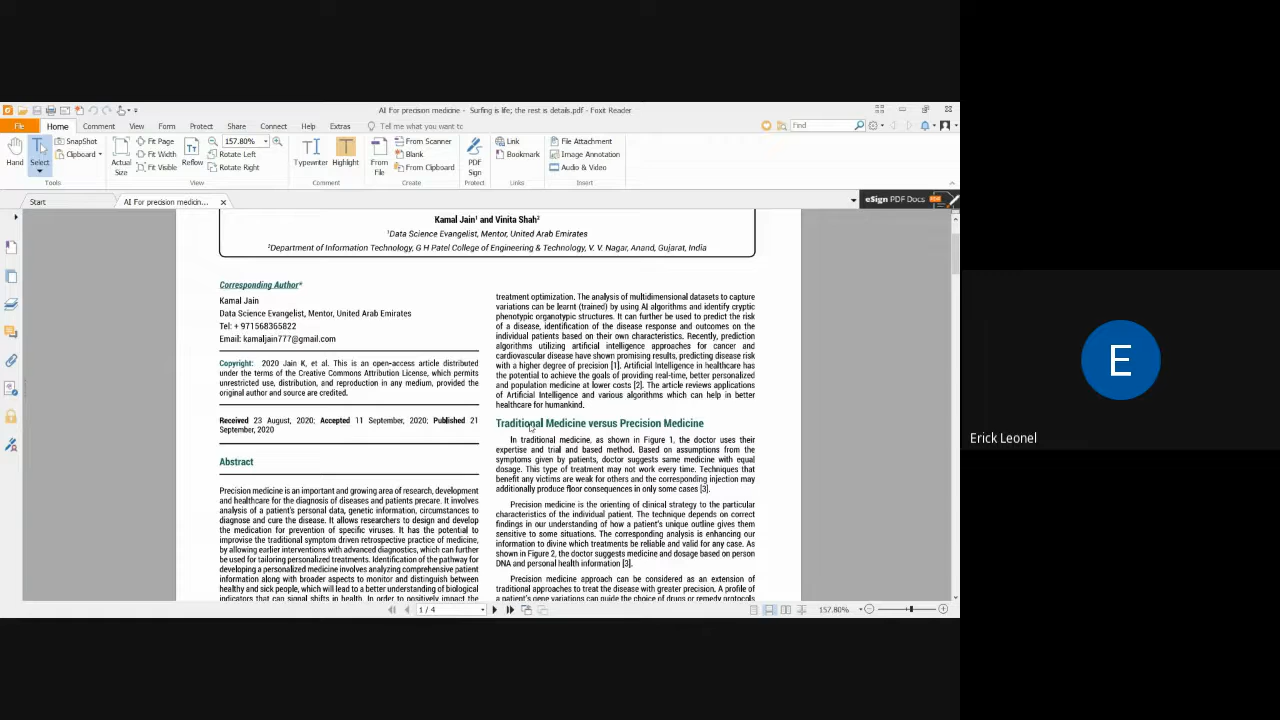 AI For precision medicine - Surfing is life; the rest is details.pdf - Foxit Reader
File Home Comment View Form Protect Share Connect Help Extras Tell me what you want to Find
Hand
Select
SnapShot
Clipboard
Tools
Actual Size
Fit Page
Fit Width
Fit Visible
Reflow
157.80%
Rotate Left
Rotate Right
View
Typewriter
Highlight
Comment
From File
From Scanner
Blank
From Clipboard
Create
PDF Sign
Protect
Link
Bookmark
Links
File Attachment
Image Annotation
Audio & Video
Insert
Start
AI For precision medicin...
eSign PDF Docs
Kamal Jain¹ and Vinita Shah²
¹Data Science Evangelist, Mentor, United Arab Emirates
²Department of Information Technology, G H Patel College of Engineering & Technology, V. V. Nagar, Anand, Gujarat, India
Corresponding Author*
Kamal Jain
Data Science Evangelist, Mentor, United Arab Emirates
Tel: + 971568365822
Email: kamaljain777@gmail.com
Copyright: 2020 Jain K, et al. This is an open-access article distributed
under the terms of the Creative Commons Attribution License, which permits
unrestricted use, distribution, and reproduction in any medium, provided the
original author and source are credited.
Received 23 August, 2020; Accepted 11 September, 2020; Published 21
September, 2020
Abstract
Precision medicine is an important and growing area of research, development
and healthcare for the diagnosis of diseases and patients precare. It involves
analysis of a patient's personal data, genetic information, circumstances to
diagnose and cure the disease. It allows researchers to design and develop
the medication for prevention of specific viruses. It has the potential to
improvise the traditional symptom driven retrospective practice of medicine,
by allowing earlier interventions with advanced diagnostics, which can further
be used for tailoring personalized treatments. Identification of the pathway for
developing a personalized medicine involves analyzing comprehensive patient
information along with broader aspects to monitor and distinguish between
healthy and sick people, which will lead to a better understanding of biological
indicators that can signal shifts in health. In order to positively impact the
treatment optimization. The analysis of multidimensional datasets to capture
variations can be learnt (trained) by using AI algorithms and identify cryptic
phenotypic organotypic structures. It can further be used to predict the risk
of a disease, identification of the disease response and outcomes on the
individual patients based on their own characteristics. Recently, prediction
algorithms utilizing artificial intelligence approaches for cancer and
cardiovascular disease have shown promising results, predicting disease risk
with a higher degree of precision [1]. Artificial Intelligence in healthcare has
the potential to achieve the goals of providing real-time, better personalized
and population medicine at lower costs [2]. The article reviews applications
of Artificial Intelligence and various algorithms which can help in better
healthcare for humankind.
Traditional Medicine versus Precision Medicine
In traditional medicine, as shown in Figure 1, the doctor uses their
expertise and trial and based method. Based on assumptions from the
symptoms given by patients, doctor suggests same medicine with equal
dosage. This type of treatment may not work every time. Techniques that
benefit any victims are weak for others and the corresponding injection may
additionally produce floor consequences in only some cases [3].
Precision medicine is the orienting of clinical strategy to the particular
characteristics of the individual patient. The technique depends on correct
findings in our understanding of how a patient's unique outline gives them
sensitive to some situations. The corresponding analysis is enhancing our
information to divine which treatments be reliable and valid for any case. As
shown in Figure 2, the doctor suggests medicine and dosage based on person
DNA and personal health information [3].
Precision medicine approach can be considered as an extension of
traditional approaches to treat the disease with greater precision. A profile of
a patient's gene variations can guide the choice of drugs or remedy protocols
1 / 4
157.80%
E
Erick Leonel